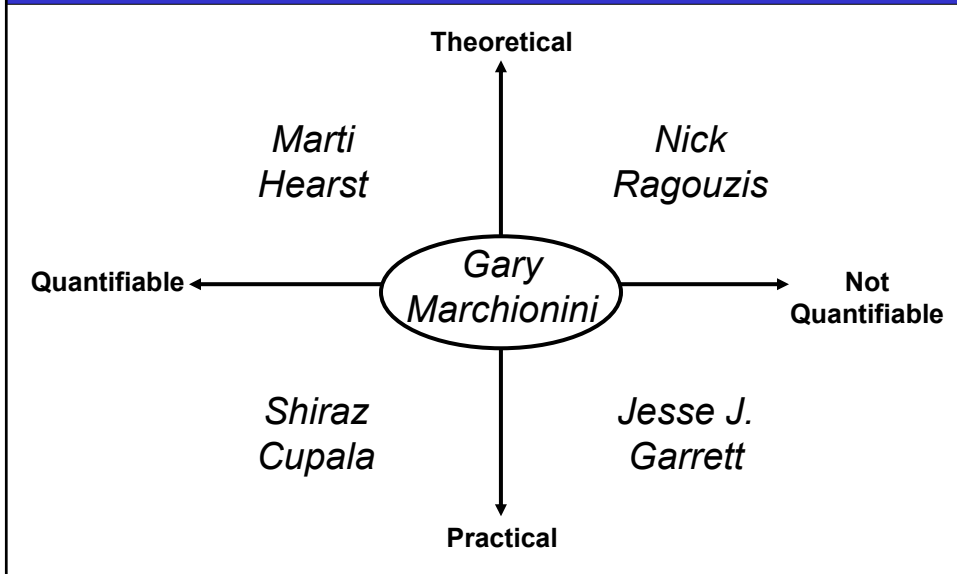 Theoretical
Marti
Hearst
Nick
Ragouzis
Quantifiable
Gary
Marchionini
Not
Quantifiable
Shiraz
Cupala
Jesse J.
Garrett
Practical